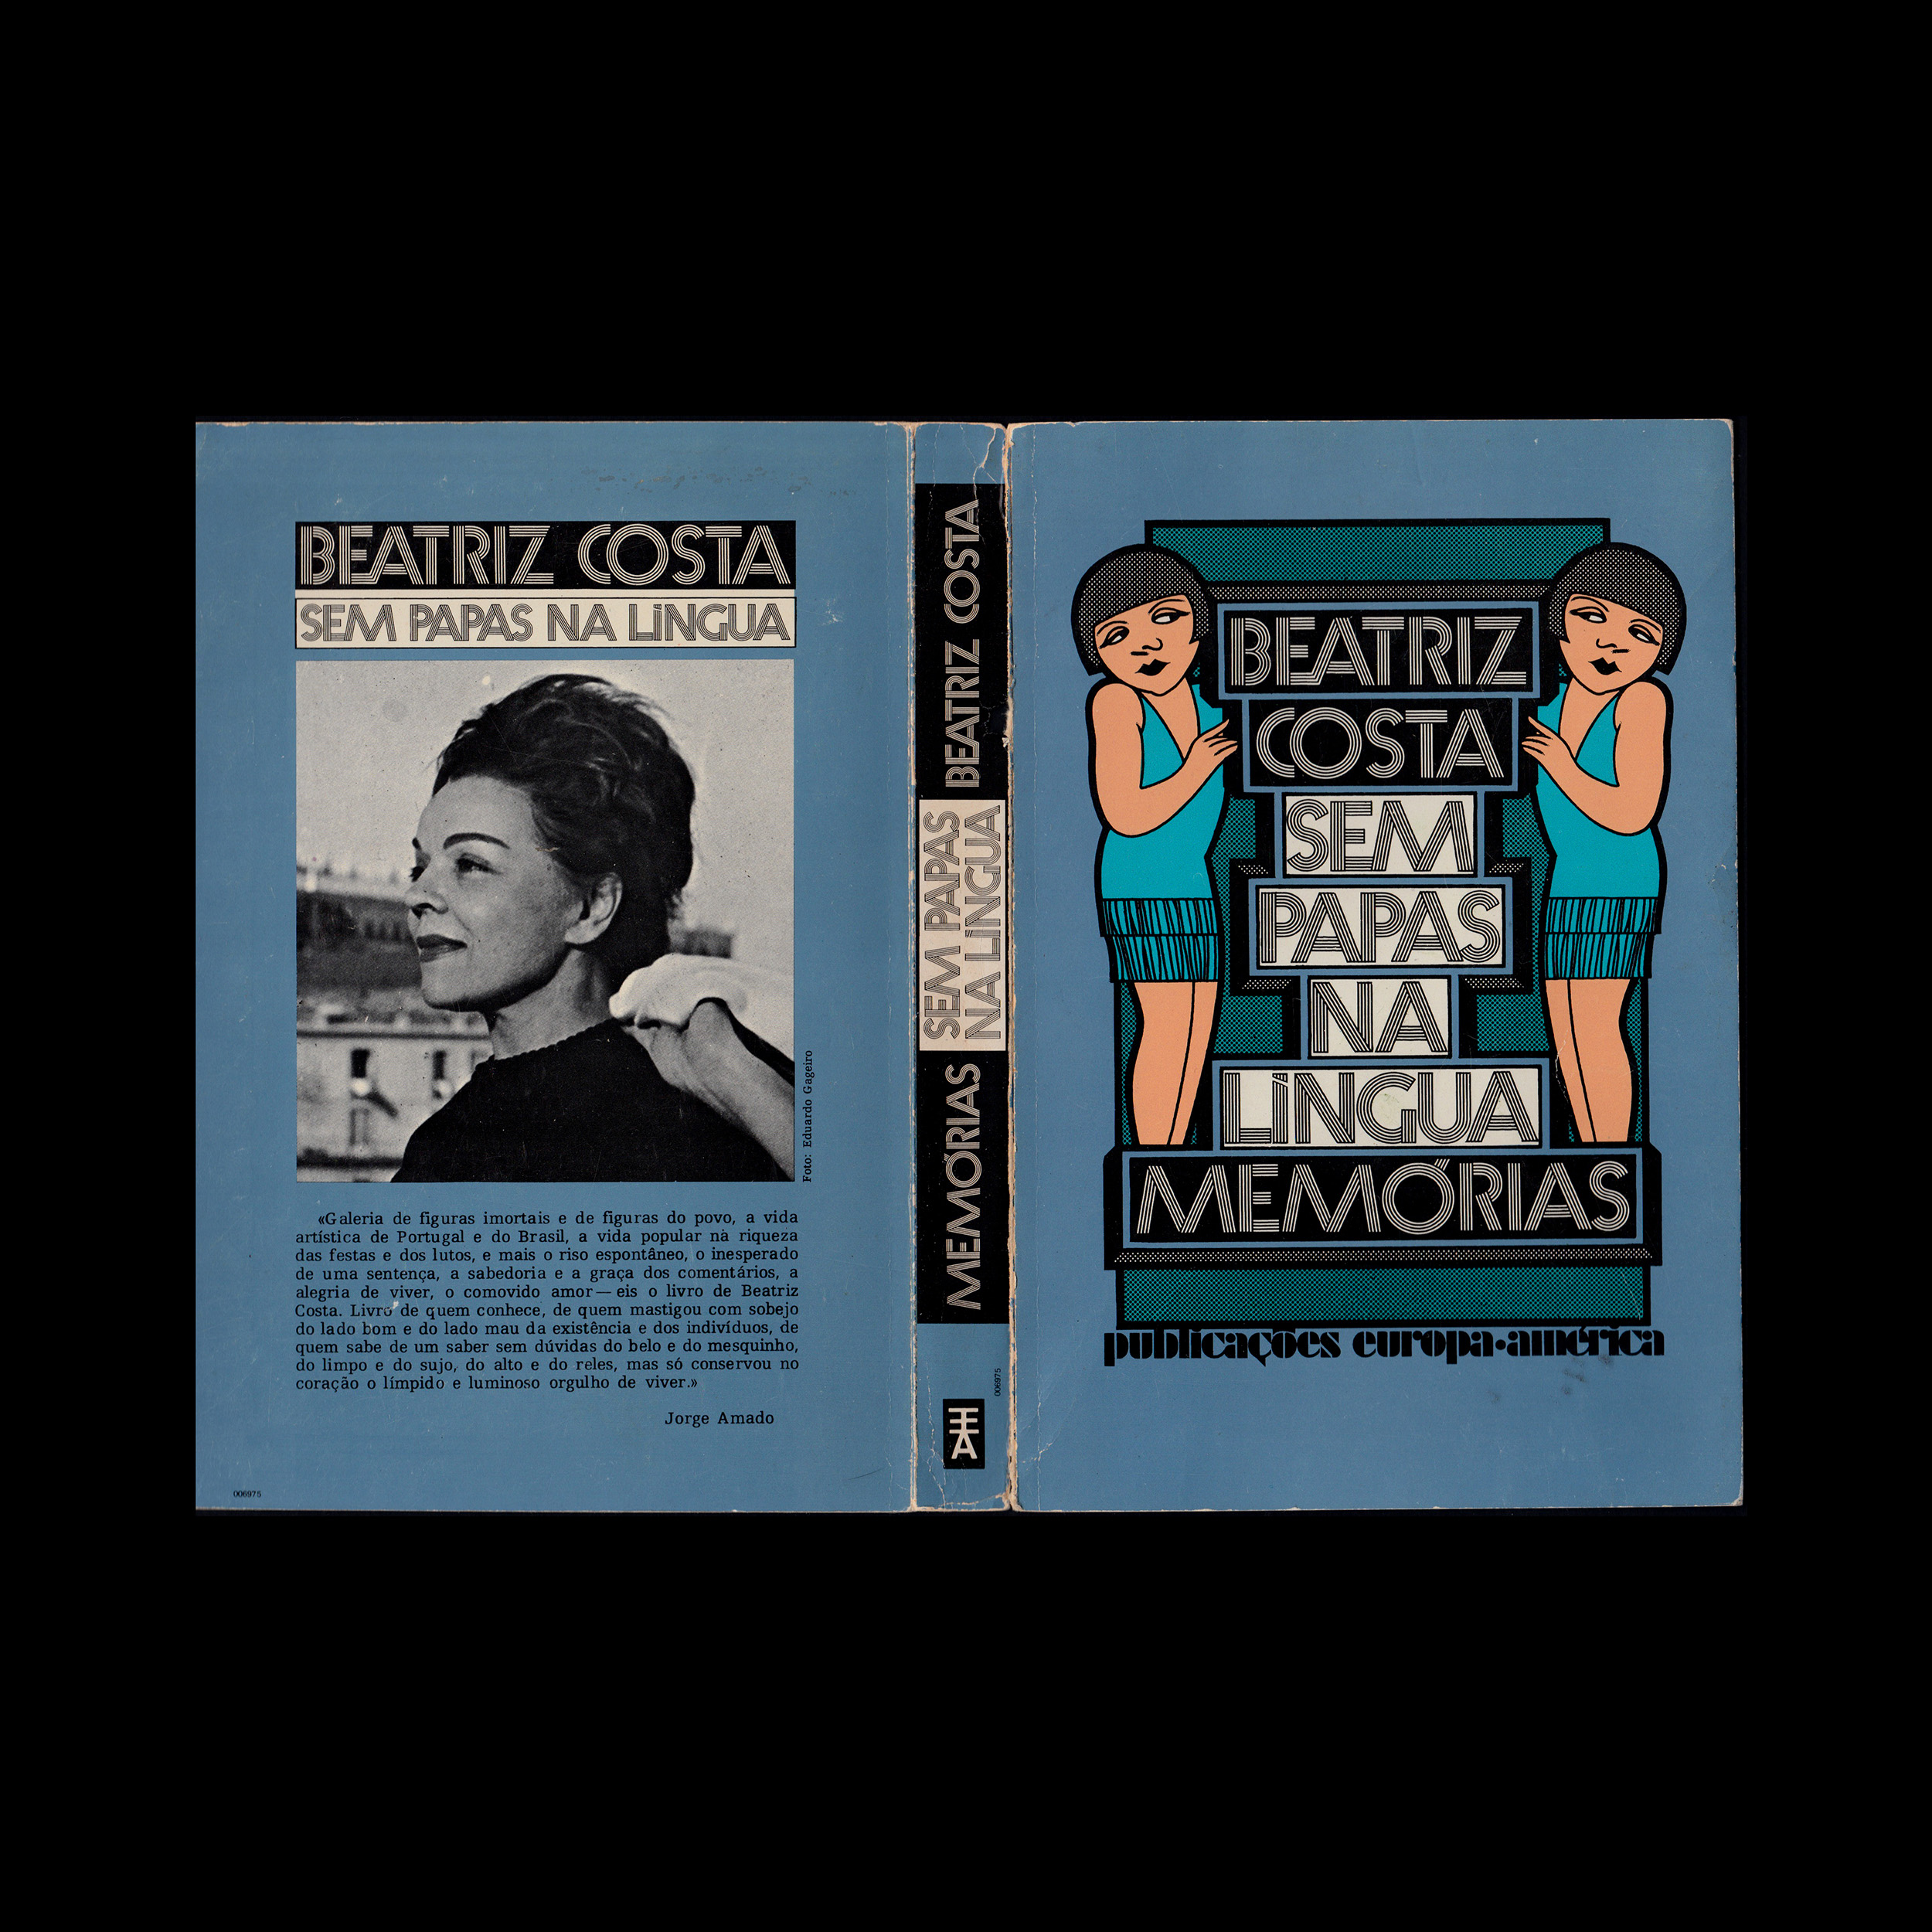 BEATRIZ COSTA
SEM PAPAS NA LÍNGUA
Foto: Eduardo Gageiro
«Galeria de figuras imortais e de figuras do povo, a vida
artística de Portugal e do Brasil, a vida popular na riqueza
das festas e dos lutos, e mais o riso espontâneo, o inesperado
de uma sentença, a sabedoria e a graça dos comentários, a
alegria de viver, o comovido amor — eis o livro de Beatriz
Costa. Livro de quem conhece, de quem mastigou com sobejo
do lado bom e do lado mau da existência e dos indivíduos, de
quem sabe de um saber sem dúvidas do belo e do mesquinho,
do limpo e do sujo, do alto e do reles, mas só conservou no
coração o límpido e luminoso orgulho de viver.»
Jorge Amado
006975
BEATRIZ COSTA
SEM PAPAS
NA LÍNGUA
MEMÓRIAS
006975
EA
BEATRIZ
COSTA
SEM
PAPAS
NA
LÍNGUA
MEMÓRIAS
publicações europa•américa